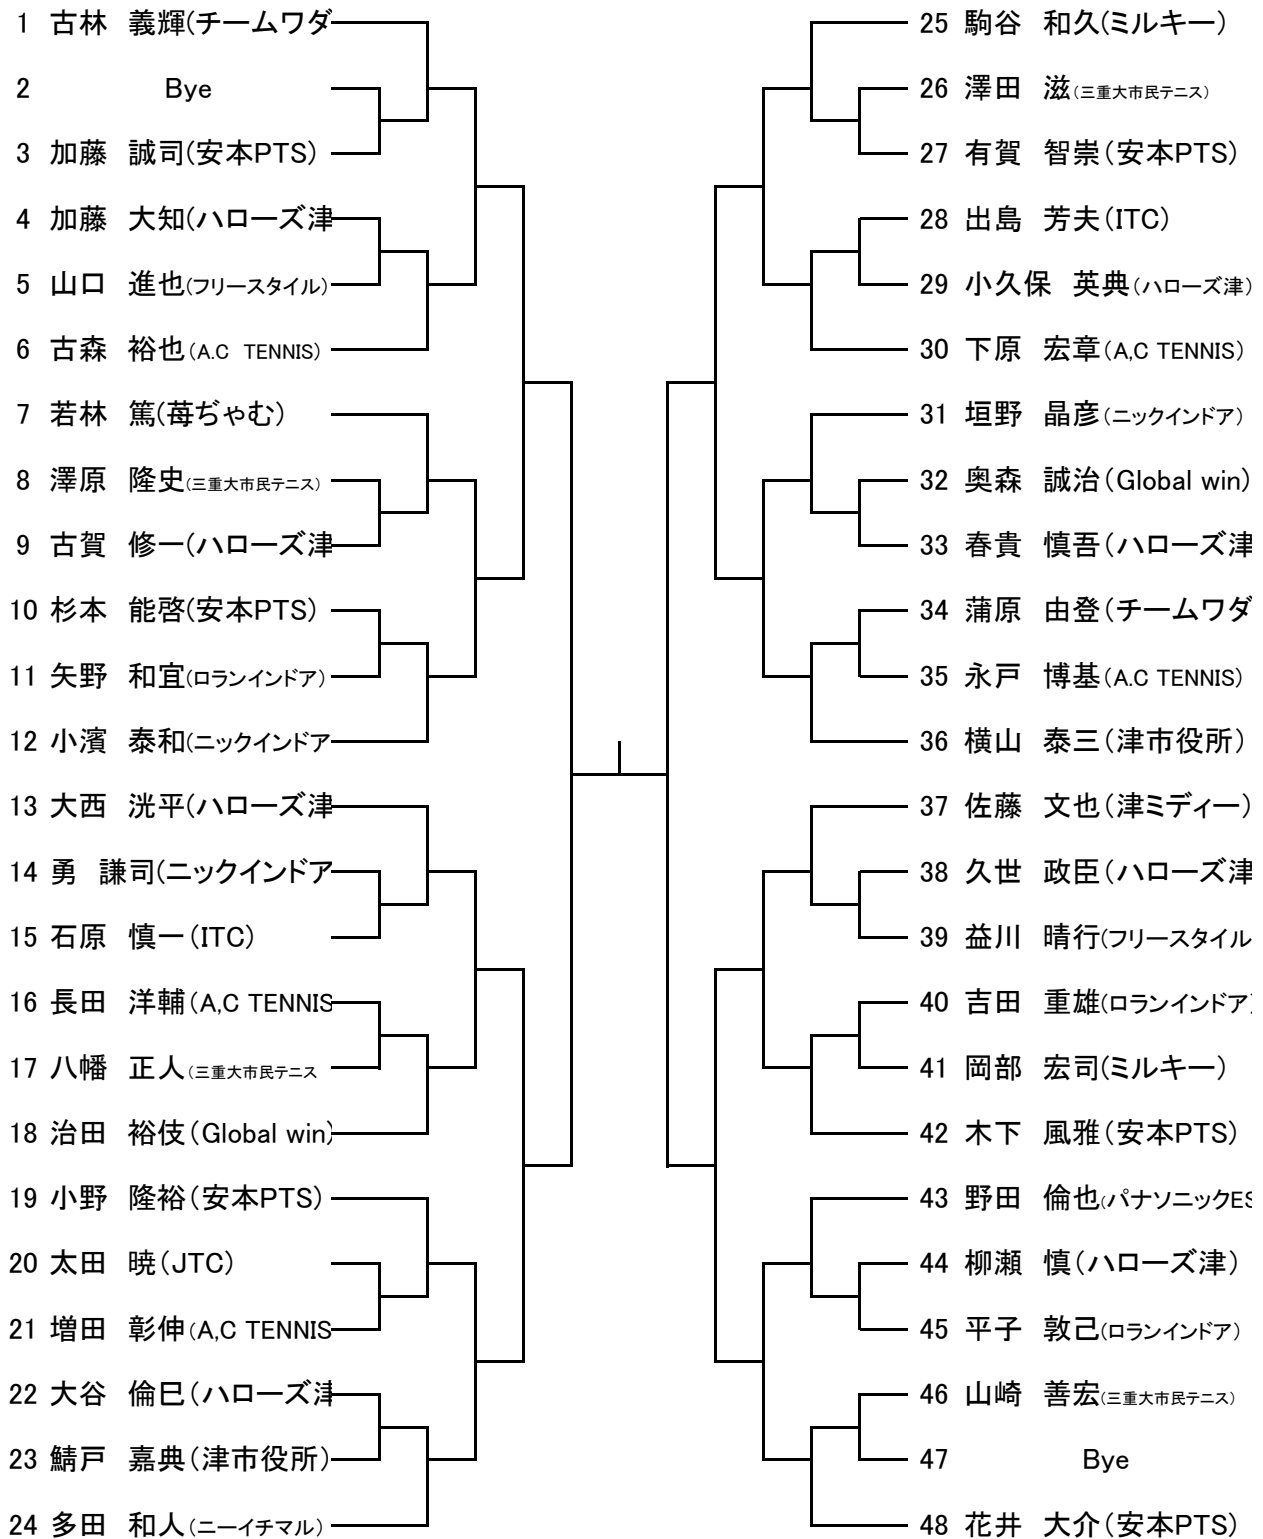 1 古林 義輝(チームワダ
2 Bye
3 加藤 誠司(安本PTS)
4 加藤 大知(ハローズ津
5 山口 進也(フリースタイル)
6 古森 裕也(A.C TENNIS)
7 若林 篤(苺ぢゃむ)
8 澤原 隆史(三重大市民テニス)
9 古賀 修一(ハローズ津
10 杉本 能啓(安本PTS)
11 矢野 和宜(ロランインドア)
12 小濱 泰和(ニックインドア
13 大西 洸平(ハローズ津
14 勇 謙司(ニックインドア
15 石原 慎一(ITC)
16 長田 洋輔(A,C TENNIS
17 八幡 正人(三重大市民テニス
18 治田 裕伎(Global win)
19 小野 隆裕(安本PTS)
20 太田 暁(JTC)
21 増田 彰伸(A,C TENNIS
22 大谷 倫巳(ハローズ津
23 鯖戸 嘉典(津市役所)
24 多田 和人(ニーイチマル)
25 駒谷 和久(ミルキー)
26 澤田 滋(三重大市民テニス)
27 有賀 智崇(安本PTS)
28 出島 芳夫(ITC)
29 小久保 英典(ハローズ津)
30 下原 宏章(A,C TENNIS)
31 垣野 晶彦(ニックインドア)
32 奥森 誠治(Global win)
33 春貴 慎吾(ハローズ津
34 蒲原 由登(チームワダ
35 永戸 博基(A.C TENNIS)
36 横山 泰三(津市役所)
37 佐藤 文也(津ミディー)
38 久世 政臣(ハローズ津
39 益川 晴行(フリースタイル
40 吉田 重雄(ロランインドア)
41 岡部 宏司(ミルキー)
42 木下 風雅(安本PTS)
43 野田 倫也(パナソニックES
44 柳瀬 慎(ハローズ津)
45 平子 敦己(ロランインドア)
46 山崎 善宏(三重大市民テニス)
47 Bye
48 花井 大介(安本PTS)